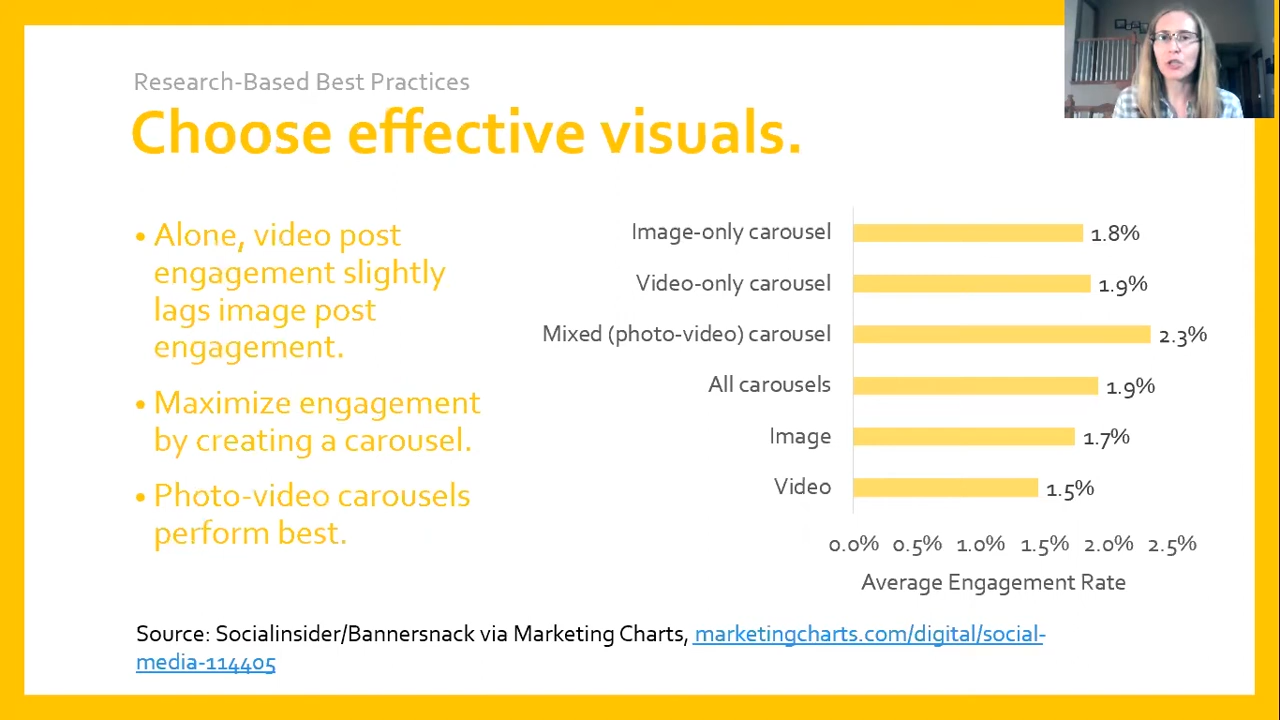 Research-Based Best Practices
Choose effective visuals.
• Alone, video post
engagement slightly
lags image post
engagement.
• Maximize engagement
by creating a carousel.
• Photo-video carousels
perform best.
Image-only carousel 1.8%
Video-only carousel 1.9%
Mixed (photo-video) carousel 2.3%
All carousels 1.9%
Image 1.7%
Video 1.5%
0.0% 0.5% 1.0% 1.5% 2.0% 2.5%
Average Engagement Rate
Source: Socialinsider/Bannersnack via Marketing Charts, marketingcharts.com/digital/social-
media-114405